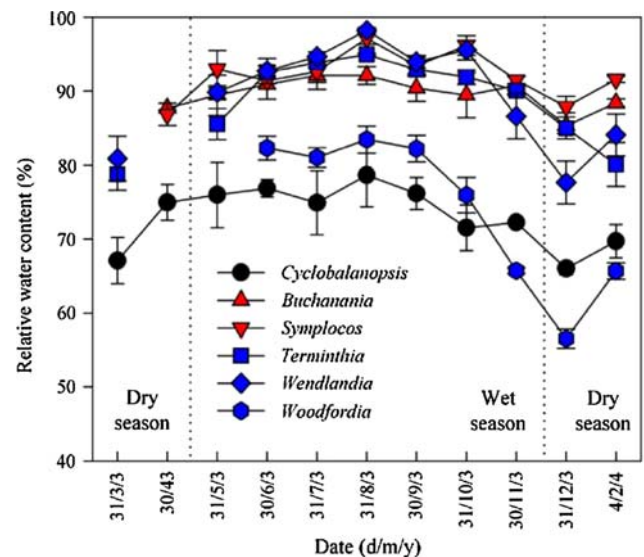 100
90
80
70
60
50
40
Relative water content (%)
Cyclobalanopsis
Buchanania
Symplocos
Terminthia
Wendlandia
Woodfordia
Dry
season
Wet
season
Dry
season
31/3/3
30/43
31/5/3
30/6/3
31/7/3
31/8/3
30/9/3
31/10/3
30/11/3
31/12/3
4/2/4
Date (d/m/y)